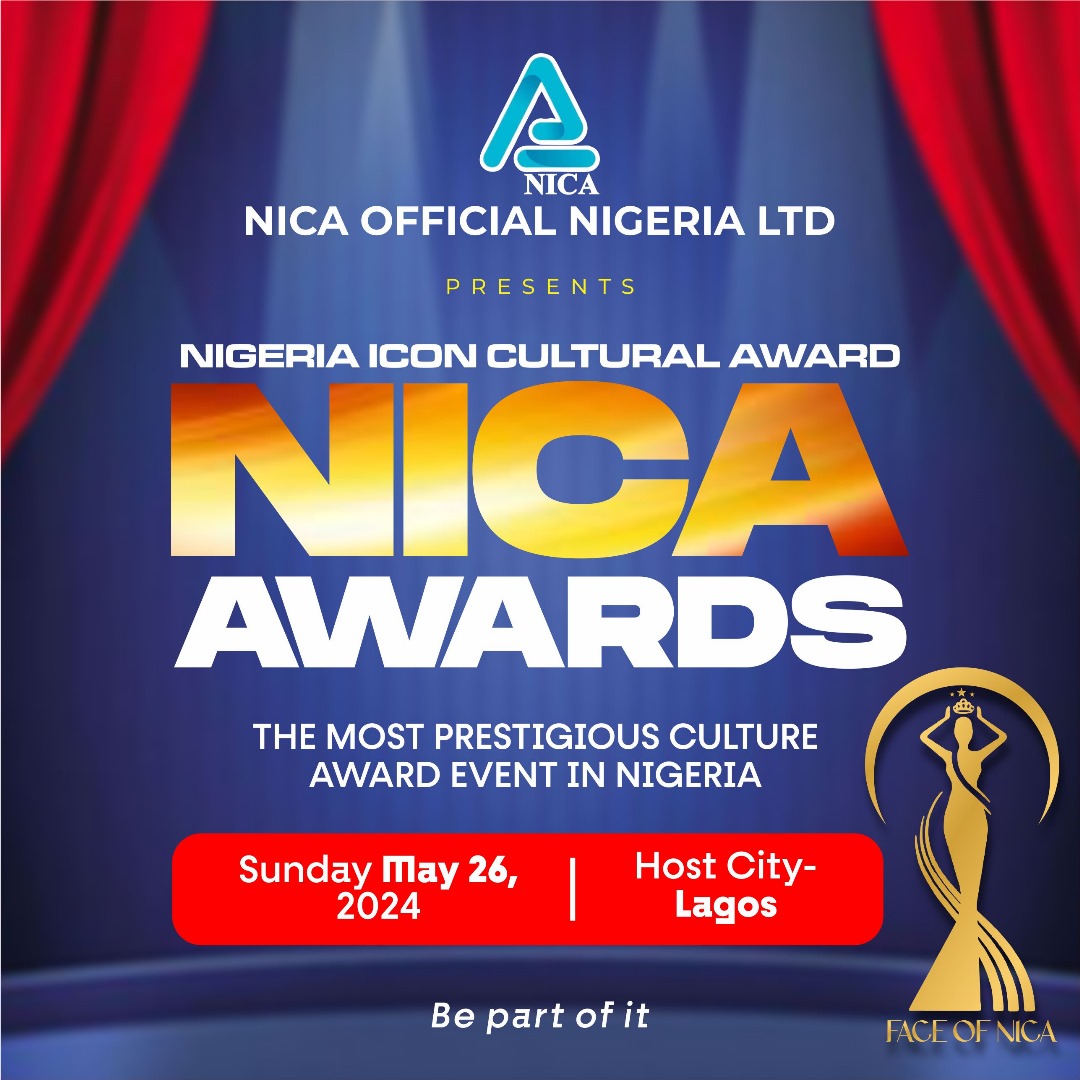 NICA
NICA OFFICIAL NIGERIA LTD
PRESENTS
NIGERIA ICON CULTURAL AWARD
NICA
AWARDS
THE MOST PRESTIGIOUS CULTURE
AWARD EVENT IN NIGERIA
Sunday May 26,
2024
Host City-
Lagos
Be part of it
FACE OF NICA